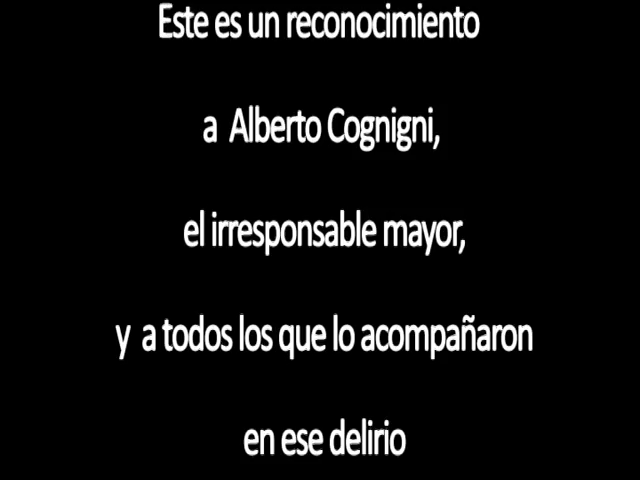 Este es un reconocimiento
a Alberto Cognigni,
el irresponsable mayor,
y a todos los que lo acompañaron
en ese delirio